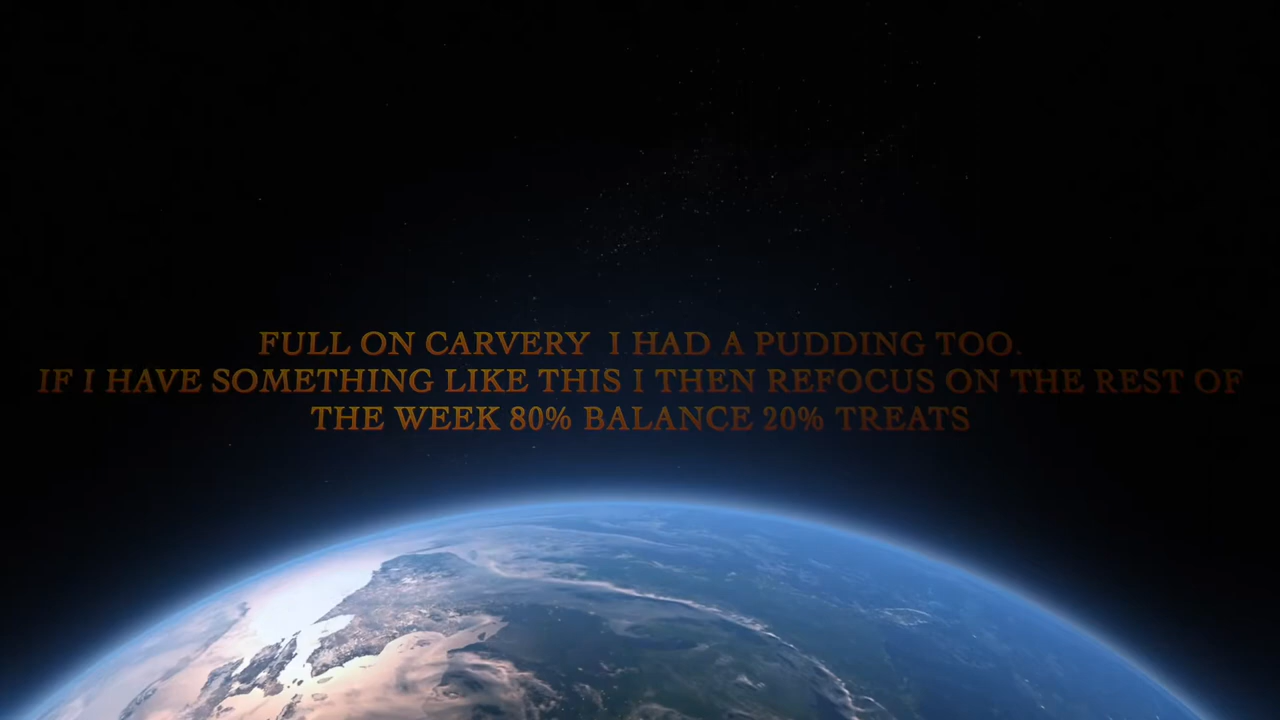 FULL ON CARVERY  I HAD A PUDDING TOO.
IF I HAVE SOMETHING LIKE THIS I THEN REFOCUS ON THE REST OF
THE WEEK 80% BALANCE 20% TREATS